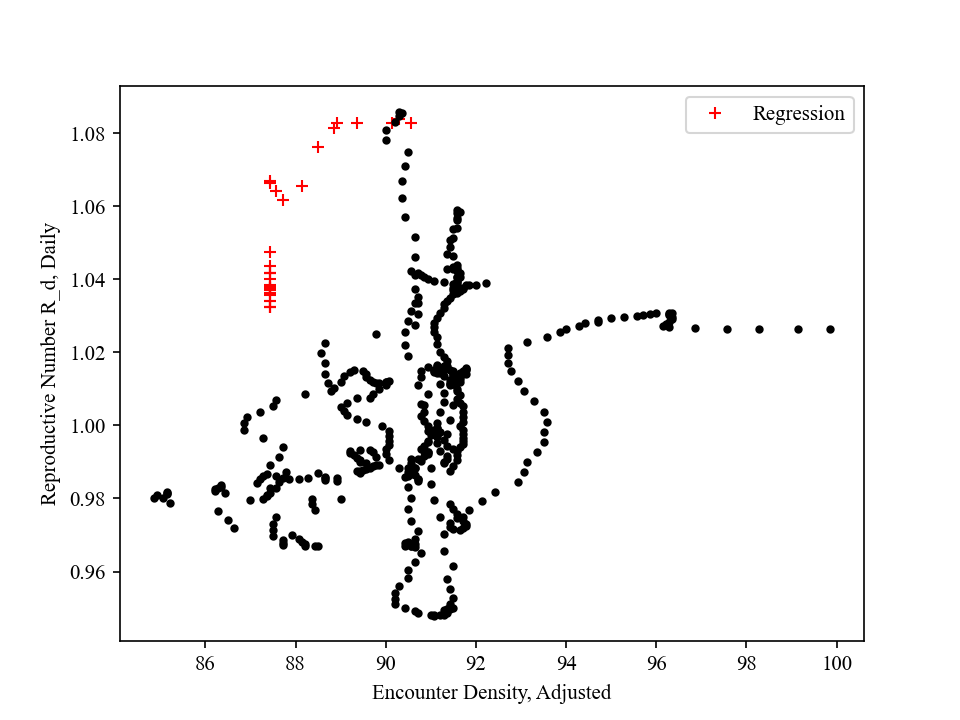 Regression
1.08
1.06
1.04
1.02
1.00
0.98
0.96
Reproductive Number R_d, Daily
86 88 90 92 94 96 98 100
Encounter Density, Adjusted